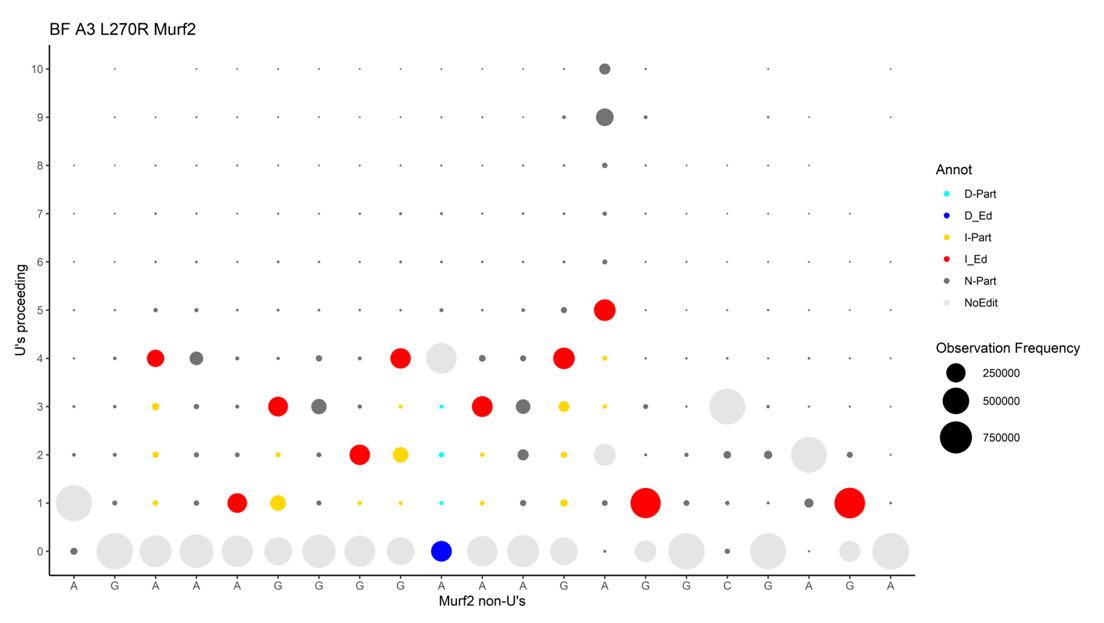 BF A3 L270R Murf2
10
9
8
7
6
5
4
3
2
1
0
U's proceeding
A G A A A G G G G A A A G A G G C G A G A
Murf2 non-U's
Annot
D-Part
D_Ed
I-Part
I_Ed
N-Part
NoEdit
Observation Frequency
250000
500000
750000